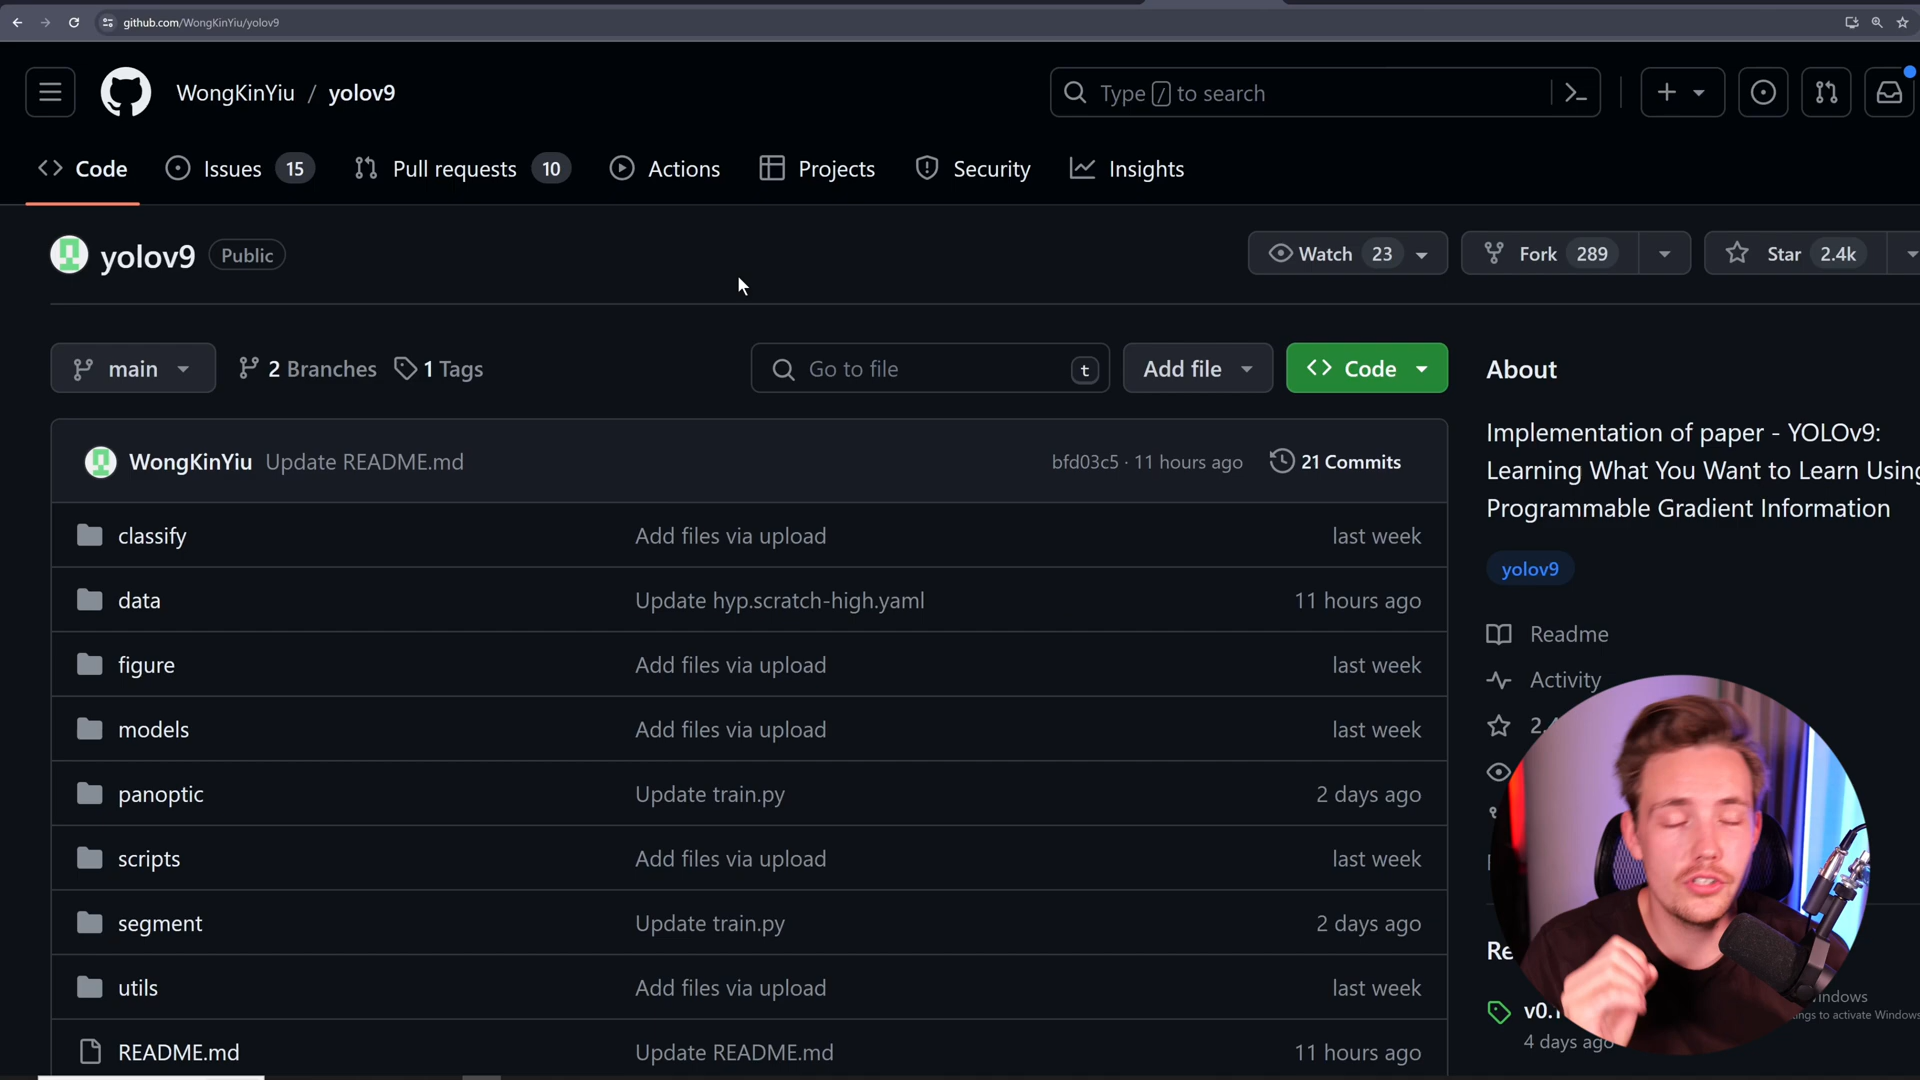 github.com/WongKinYiu/yolov9
WongKinYiu / yolov9
Type / to search
Code
Issues 15
Pull requests 10
Actions
Projects
Security
Insights
yolov9 Public
Watch 23
Fork 289
Star 2.4k
main
2 Branches
1 Tags
Go to file t
Add file
Code
WongKinYiu Update README.md bfd03c5 · 11 hours ago 21 Commits
classify Add files via upload last week
data Update hyp.scratch-high.yaml 11 hours ago
figure Add files via upload last week
models Add files via upload last week
panoptic Update train.py 2 days ago
scripts Add files via upload last week
segment Update train.py 2 days ago
utils Add files via upload last week
README.md Update README.md 11 hours ago
About
Implementation of paper - YOLOv9:
Learning What You Want to Learn Using
Programmable Gradient Information
yolov9
Readme
Activity
4 days ago
to activate Windows